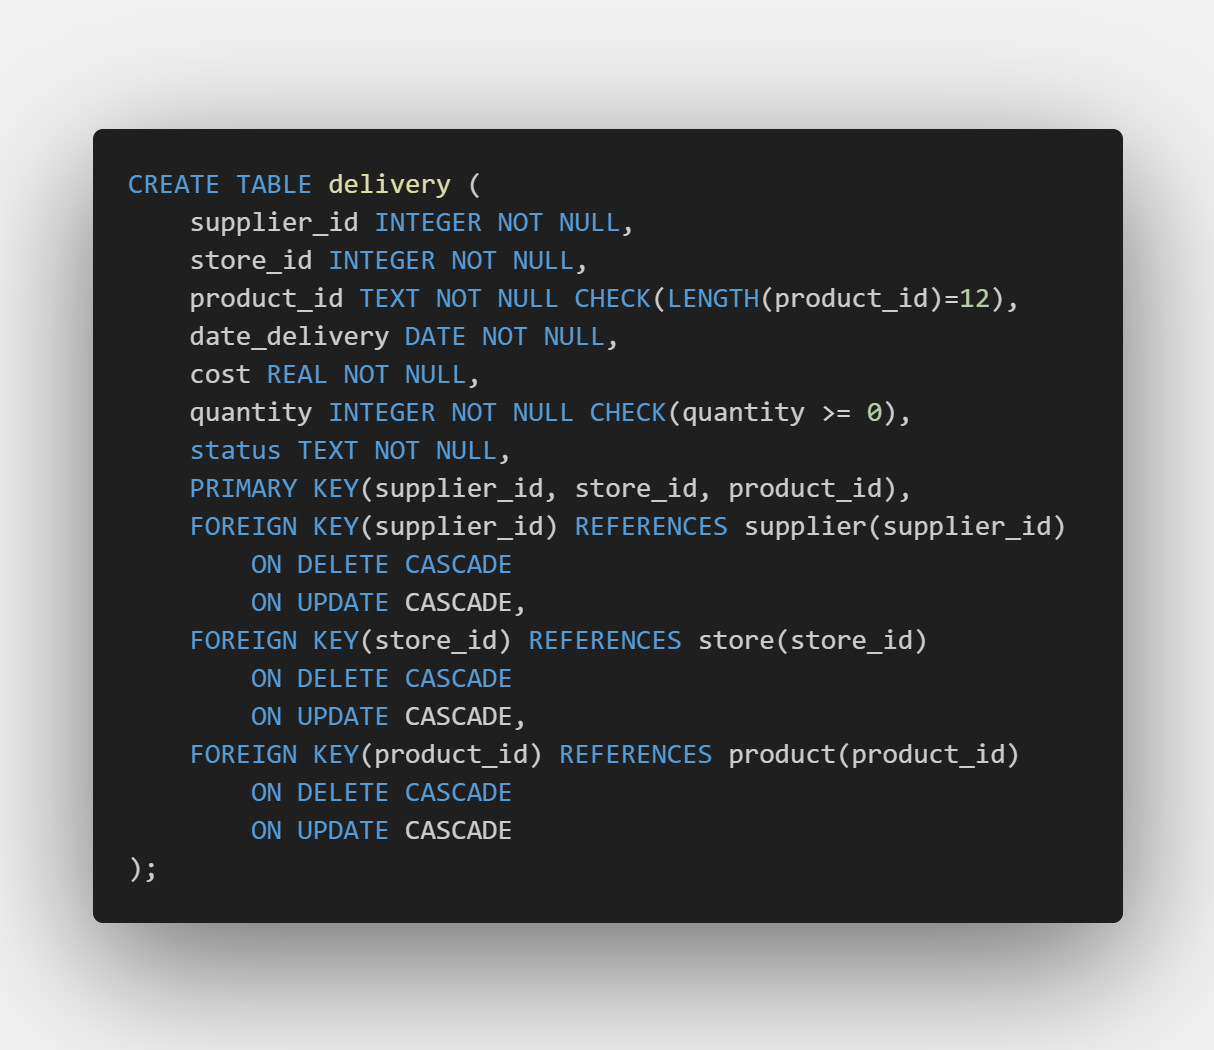 CREATE TABLE delivery (
    supplier_id INTEGER NOT NULL,
    store_id INTEGER NOT NULL,
    product_id TEXT NOT NULL CHECK(LENGTH(product_id)=12),
    date_delivery DATE NOT NULL,
    cost REAL NOT NULL,
    quantity INTEGER NOT NULL CHECK(quantity >= 0),
    status TEXT NOT NULL,
    PRIMARY KEY(supplier_id, store_id, product_id),
    FOREIGN KEY(supplier_id) REFERENCES supplier(supplier_id)
        ON DELETE CASCADE
        ON UPDATE CASCADE,
    FOREIGN KEY(store_id) REFERENCES store(store_id)
        ON DELETE CASCADE
        ON UPDATE CASCADE,
    FOREIGN KEY(product_id) REFERENCES product(product_id)
        ON DELETE CASCADE
        ON UPDATE CASCADE
);